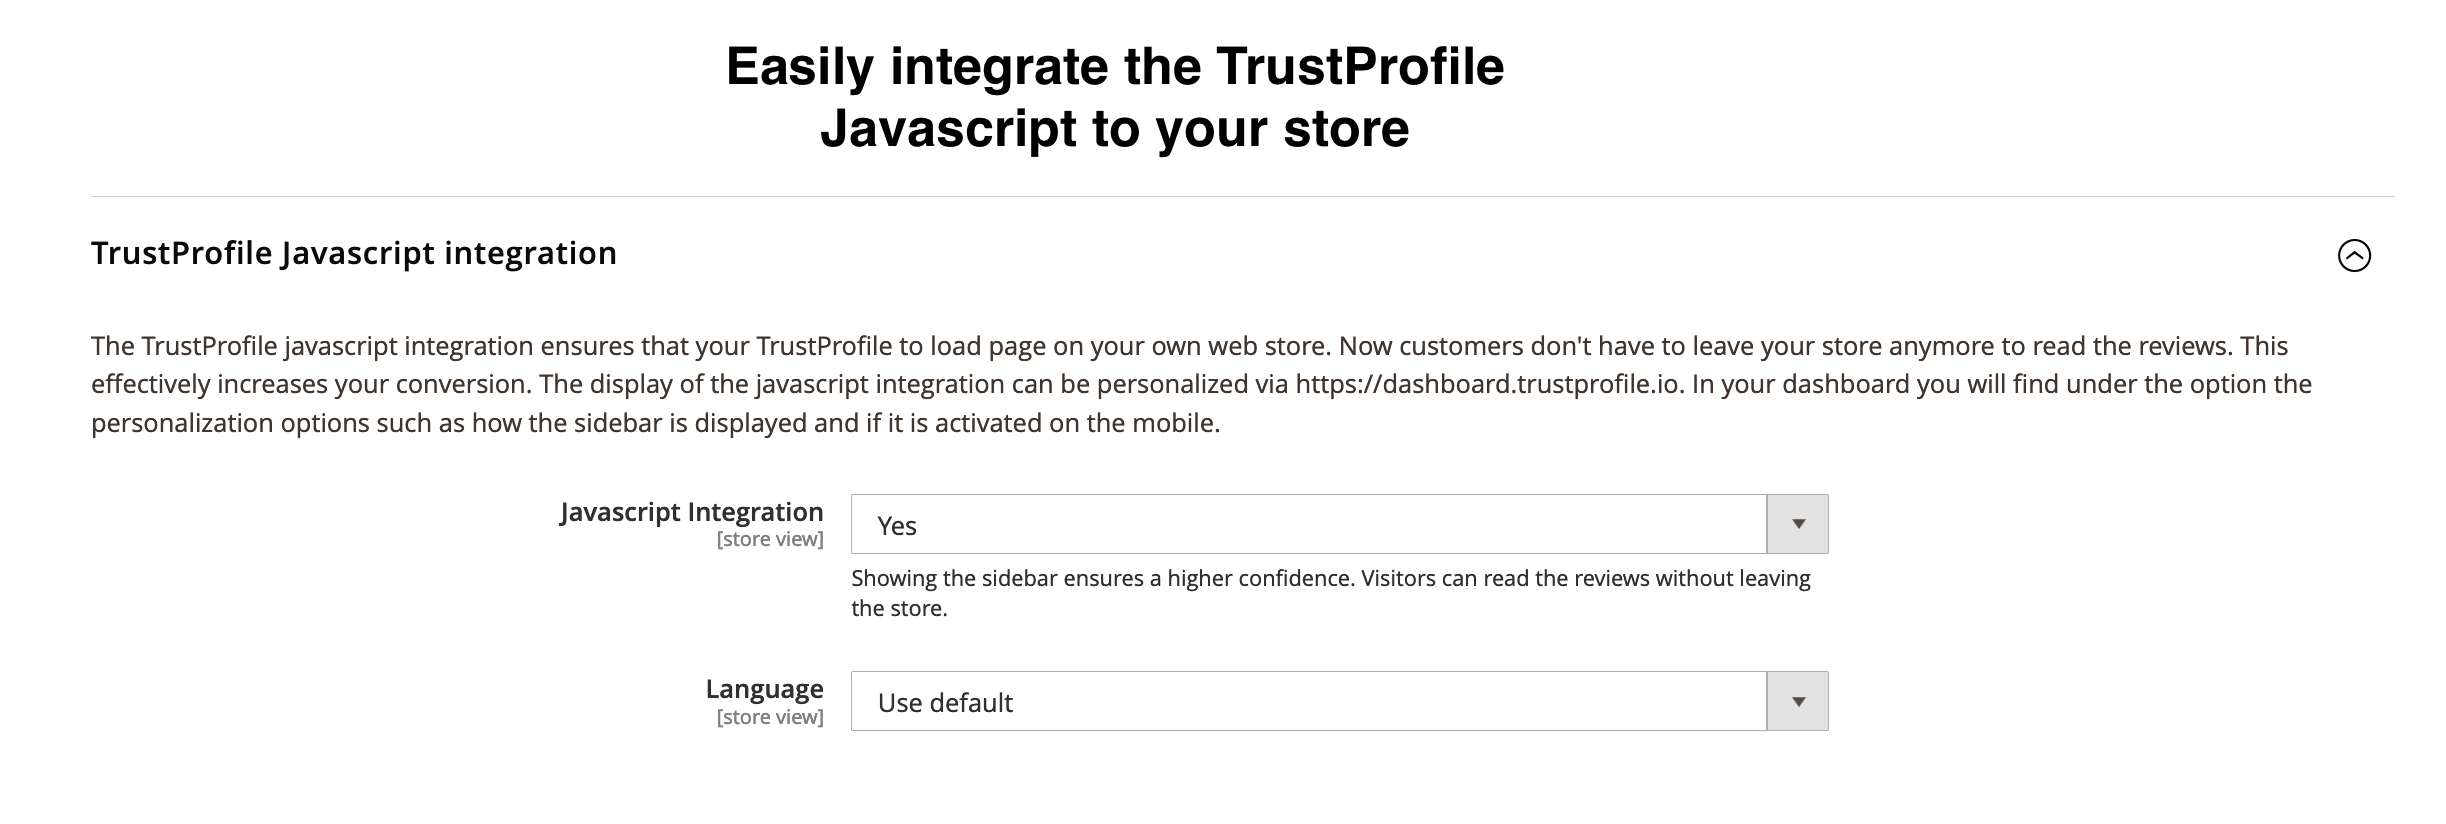 Easily integrate the TrustProfile
Javascript to your store
TrustProfile Javascript integration
The TrustProfile javascript integration ensures that your TrustProfile to load page on your own web store. Now customers don't have to leave your store anymore to read the reviews. This
effectively increases your conversion. The display of the javascript integration can be personalized via https://dashboard.trustprofile.io. In your dashboard you will find under the option the
personalization options such as how the sidebar is displayed and if it is activated on the mobile.
Javascript Integration
[store view]
Yes
Showing the sidebar ensures a higher confidence. Visitors can read the reviews without leaving
the store.
Language
[store view]
Use default